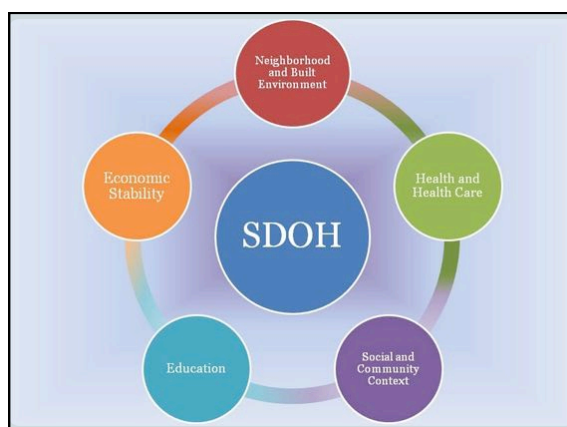 Neighborhood
and Built
Environment
Economic
Stability
Health and
Health Care
SDOH
Education
Social and
Community
Context